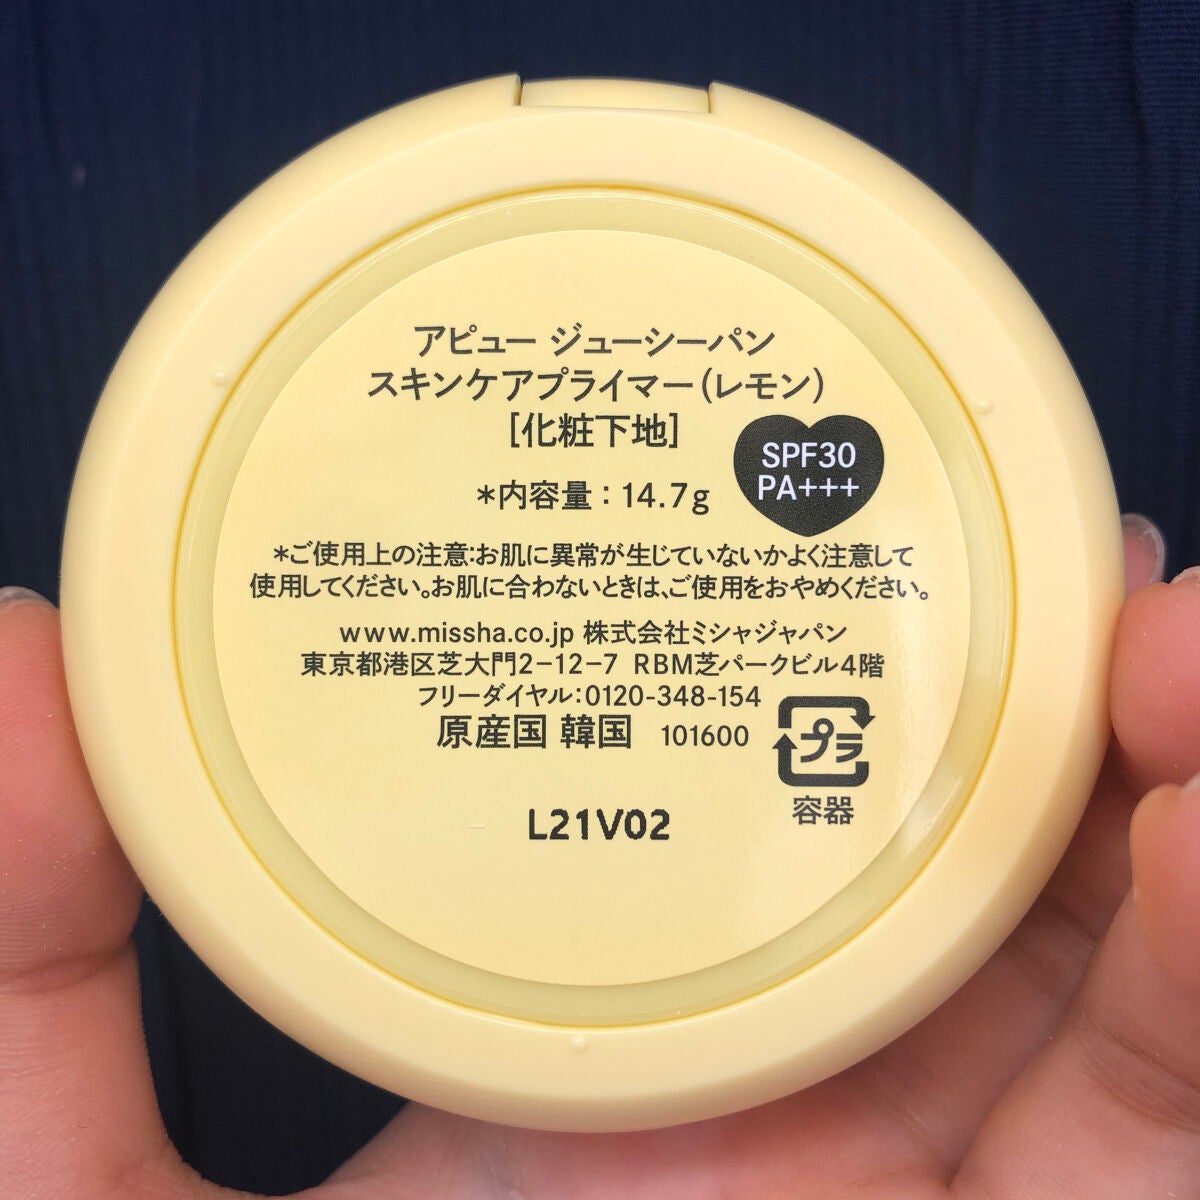 アピュー ジューシーパン
スキンケアプライマー(レモン)
[化粧下地]
SPF30
PA+++
*内容量:14.7g
*ご使用上の注意:お肌に異常が生じていないかよく注意して
使用してください。お肌に合わないときは、ご使用をおやめください。
www.missha.co.jp 株式会社ミシャジャパン
東京都港区芝大門2-12-7 RBM芝パークビル4階
フリーダイヤル:0120-348-154
原産国 韓国 101600
プラ
容器
L21V02